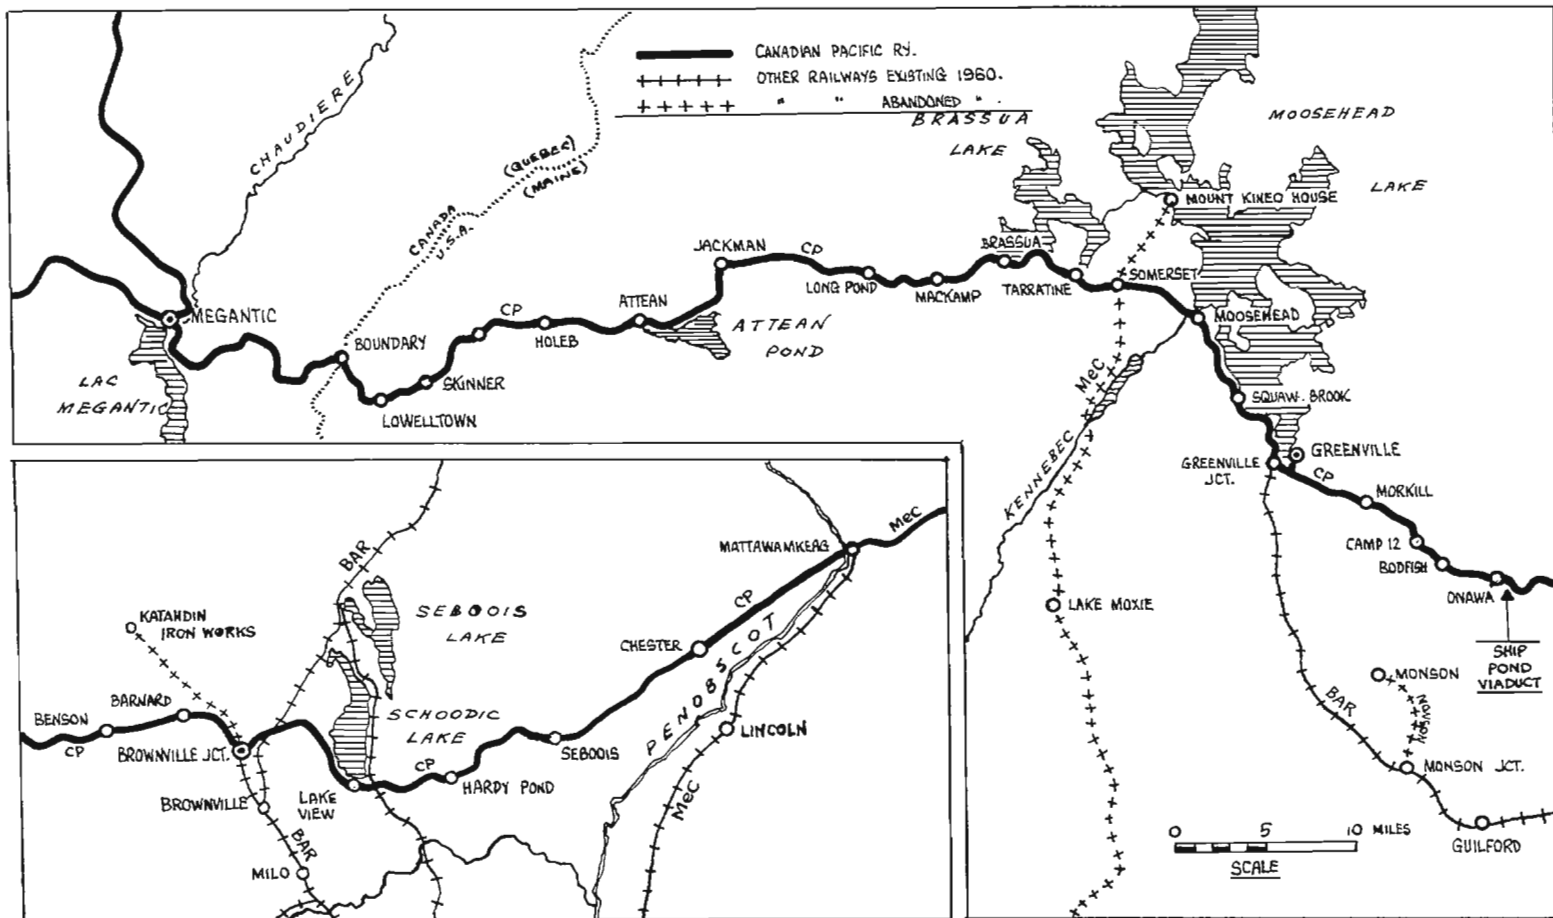 CANADIAN PACIFIC RY.
OTHER RAILWAYS EXISTING 1960.
" " ABANDONED " .
BRASSUA
LAKE
MOOSEHEAD
LAKE
CHAUDIERE
(QUEBEC)
(MAINE)
CANADA
U.S.A.
MOUNT KINEO HOUSE
JACKMAN
CP
BRASSUA
LONG POND
MACKAMP
TARRATINE
SOMERSET
MEGANTIC
LAC
MEGANTIC
BOUNDARY
LOWELLTOWN
SKINNER
CP
HOLEB
ATTEAN
ATTEAN
POND
MOOSEHEAD
MeC
KENNEBEC
SQUAW BROOK
GREENVILLE
JCT.
GREENVILLE
CP
MORKILL
CAMP 12
BODFISH
ONAWA
SHIP
POND
VIADUCT
LAKE MOXIE
BAR
MONSON
MONSON
MONSON JCT.
GUILFORD
0 5 10 MILES
SCALE
BAR
KATAHDIN
IRON WORKS
SEBOOIS
LAKE
MATTAWAMKEAG
MeC
CP
CHESTER
PENOBSCOT
BENSON
CP
BARNARD
BROWNVILLE JCT.
SCHOODIC
LAKE
CP
SEBOOIS
LINCOLN
MeC
LAKE
VIEW
HARDY POND
BROWNVILLE
BAR
MILO